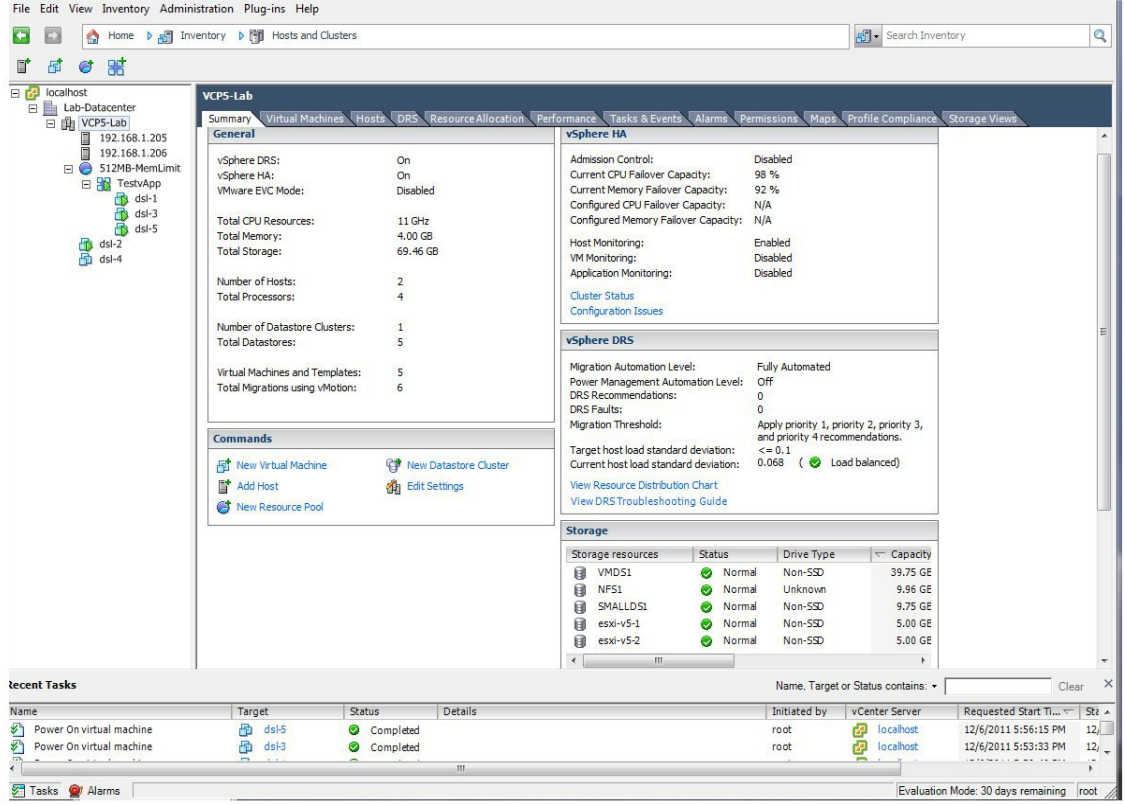 File Edit View Inventory Administration Plug-ins Help
Home Inventory Hosts and Clusters Search Inventory
localhost
Lab-Datacenter
VCP5-Lab
192.168.1.205
192.168.1.206
512MB-MemLimit
TestvApp
dsl-1
dsl-3
dsl-5
dsl-2
dsl-4
VCP5-Lab
Summary Virtual Machines Hosts DRS Resource Allocation Performance Tasks & Events Alarms Permissions Maps Profile Compliance Storage Views
General
vSphere DRS: On
vSphere HA: On
VMware EVC Mode: Disabled
Total CPU Resources: 11 GHz
Total Memory: 4.00 GB
Total Storage: 69.46 GB
Number of Hosts: 2
Total Processors: 4
Number of Datastore Clusters: 1
Total Datastores: 5
Virtual Machines and Templates: 5
Total Migrations using vMotion: 6
Commands
New Virtual Machine New Datastore Cluster
Add Host Edit Settings
New Resource Pool
vSphere HA
Admission Control: Disabled
Current CPU Failover Capacity: 98 %
Current Memory Failover Capacity: 92 %
Configured CPU Failover Capacity: N/A
Configured Memory Failover Capacity: N/A
Host Monitoring: Enabled
VM Monitoring: Disabled
Application Monitoring: Disabled
Cluster Status
Configuration Issues
vSphere DRS
Migration Automation Level: Fully Automated
Power Management Automation Level: Off
DRS Recommendations: 0
DRS Faults: 0
Migration Threshold: Apply priority 1, priority 2, priority 3,
and priority 4 recommendations.
Target host load standard deviation: <= 0.1
Current host load standard deviation: 0.068 ( Load balanced)
View Resource Distribution Chart
View DRS Troubleshooting Guide
Storage
Storage resources Status Drive Type Capacity
VMDS1 Normal Non-SSD 39.75 GB
NFS1 Normal Unknown 9.96 GB
SMALLDS1 Normal Non-SSD 9.75 GB
esxi-v5-1 Normal Non-SSD 5.00 GB
esxi-v5-2 Normal Non-SSD 5.00 GB
Recent Tasks Name, Target or Status contains: Clear
Name Target Status Details Initiated by vCenter Server Requested Start Ti...
Power On virtual machine dsl-5 Completed root localhost 12/6/2011 5:56:15 PM 12/
Power On virtual machine dsl-3 Completed root localhost 12/6/2011 5:53:33 PM 12/
Tasks Alarms Evaluation Mode: 30 days remaining root